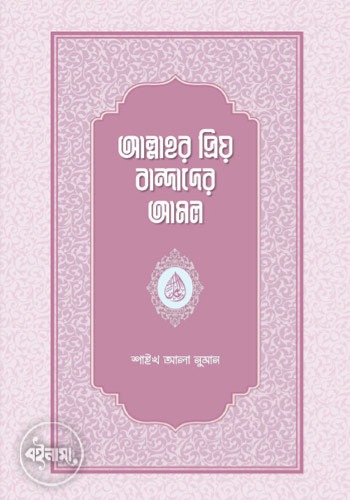 আল্লাহর প্রিয়
বান্দাদের
আমল
শাইখ আলা নুমান
বইনামা